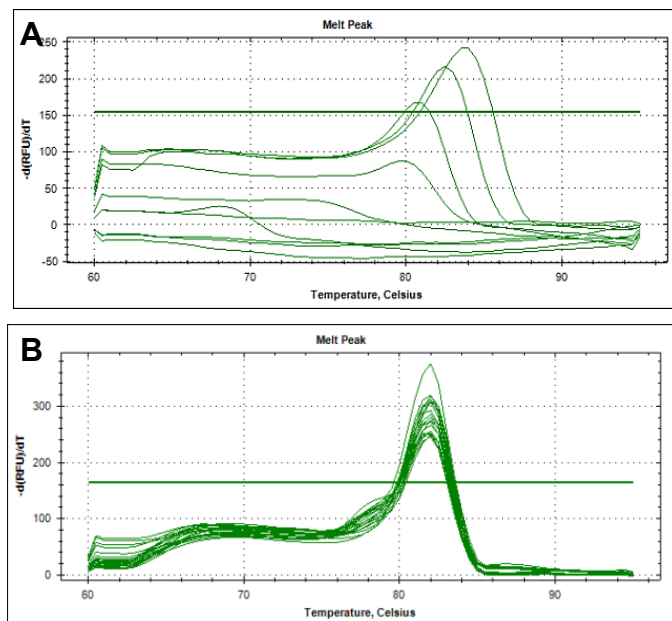 A
Melt Peak
250
200
150
100
50
0
-50
-d(RFU)/dT
60 70 80 90
Temperature, Celsius
B
Melt Peak
300
200
100
0
-d(RFU)/dT
60 70 80 90
Temperature, Celsius